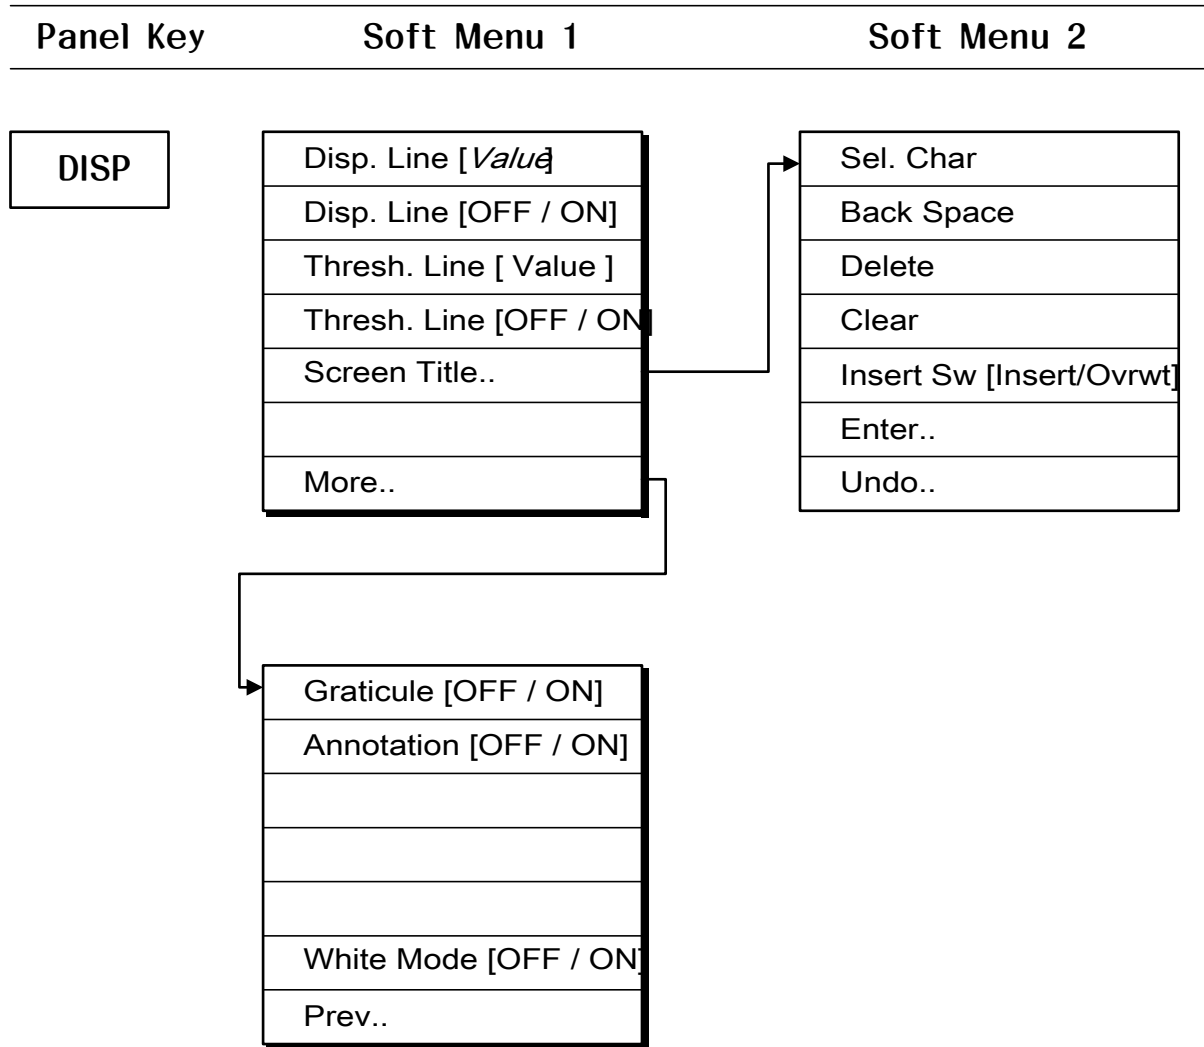 Panel Key Soft Menu 1 Soft Menu 2
DISP
Disp. Line [Value]
Disp. Line [OFF / ON]
Thresh. Line [ Value ]
Thresh. Line [OFF / ON]
Screen Title..
More..
Sel. Char
Back Space
Delete
Clear
Insert Sw [Insert/Ovrwt]
Enter..
Undo..
Graticule [OFF / ON]
Annotation [OFF / ON]
White Mode [OFF / ON]
Prev..